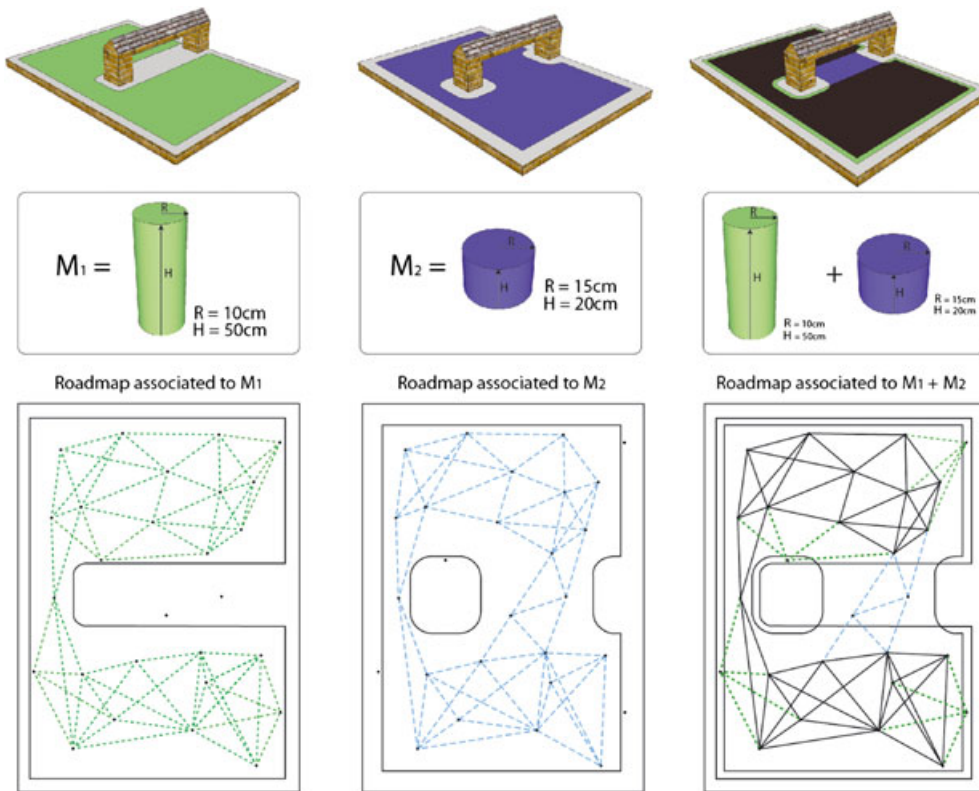 R
H
M1 =
R = 10cm
H = 50cm
R
H
M2 =
R = 15cm
H = 20cm
R
H
R = 10cm
H = 50cm
+
R
H
R = 15cm
H = 20cm
Roadmap associated to M1
Roadmap associated to M2
Roadmap associated to M1 + M2